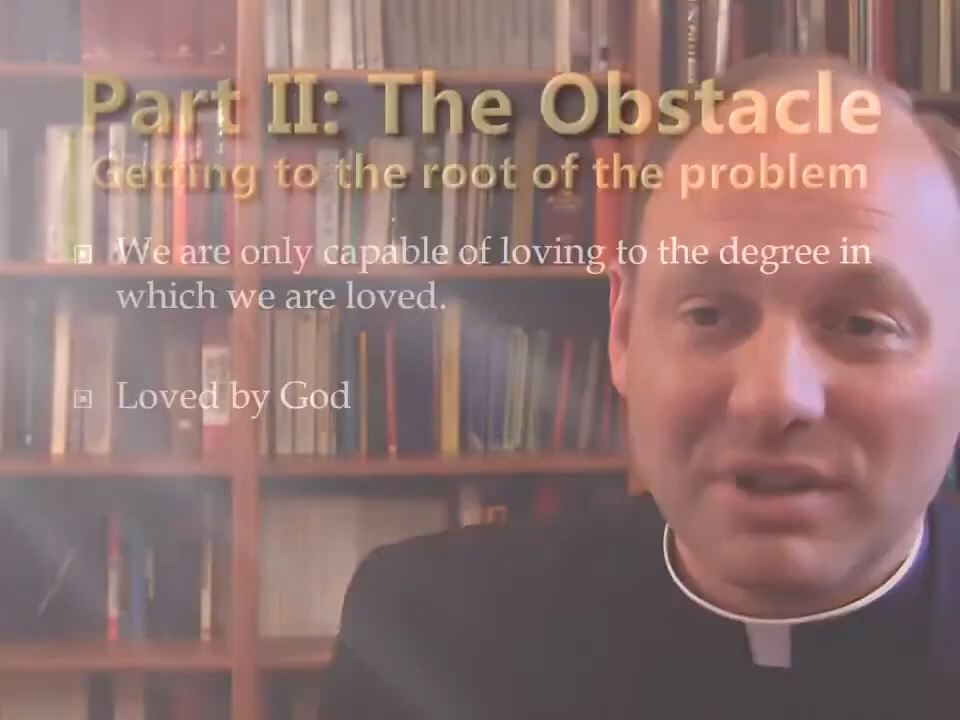 Part II: The Obstacle
Getting to the root of the problem
We are only capable of loving to the degree in
which we are loved.
Loved by God